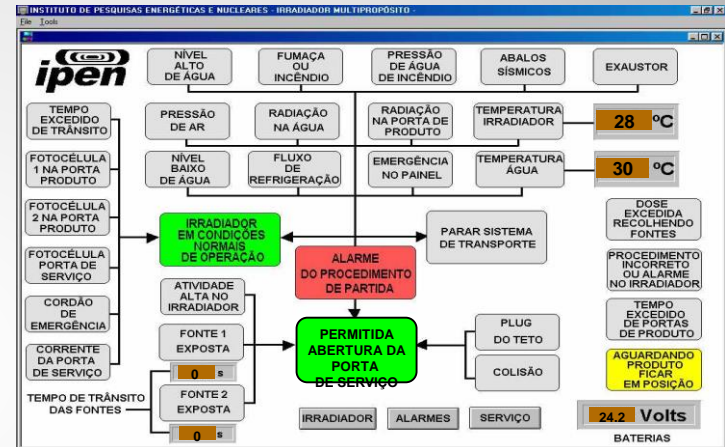 INSTITUTO DE PESQUISAS ENERGÉTICAS E NUCLEARES - IRRADIADOR MULTIPROPÓSITO -
File Tools
ipen
NÍVEL
ALTO
DE ÁGUA
FUMAÇA
OU
INCÊNDIO
PRESSÃO
DE ÁGUA
DE INCÊNDIO
ABALOS
SÍSMICOS
EXAUSTOR
TEMPO
EXCEDIDO
DE TRÂNSITO
PRESSÃO
DE AR
RADIAÇÃO
NA ÁGUA
RADIAÇÃO
NA PORTA DE
PRODUTO
TEMPERATURA
IRRADIADOR
28 ºC
FOTOCÉLULA
1 NA PORTA
PRODUTO
NÍVEL
BAIXO
DE ÁGUA
FLUXO
DE
REFRIGERAÇÃO
EMERGÊNCIA
NO PAINEL
TEMPERATURA
ÁGUA
30 ºC
FOTOCÉLULA
2 NA PORTA
PRODUTO
IRRADIADOR
EM CONDIÇÕES
NORMAIS
DE OPERAÇÃO
PARAR SISTEMA
DE TRANSPORTE
DOSE
EXCEDIDA
RECOLHENDO
FONTES
FOTOCÉLULA
PORTA DE
SERVIÇO
ALARME
DO PROCEDIMENTO
DE PARTIDA
PROCEDIMENTO
INCORRETO
OU ALARME
NO IRRADIADOR
CORDÃO
DE
EMERGÊNCIA
ATIVIDADE
ALTA NO
IRRADIADOR
TEMPO
EXCEDIDO
DE PORTAS
DE PRODUTO
CORRENTE
DA PORTA
DE SERVIÇO
FONTE 1
EXPOSTA
0 s
PERMITIDA
ABERTURA DA
PORTA
DE SERVIÇO
PLUG
DO TETO
COLISÃO
AGUARDANDO
PRODUTO
FICAR
EM POSIÇÃO
TEMPO DE TRÂNSITO
DAS FONTES
FONTE 2
EXPOSTA
0 s
IRRADIADOR
ALARMES
SERVIÇO
24.2 Volts
BATERIAS